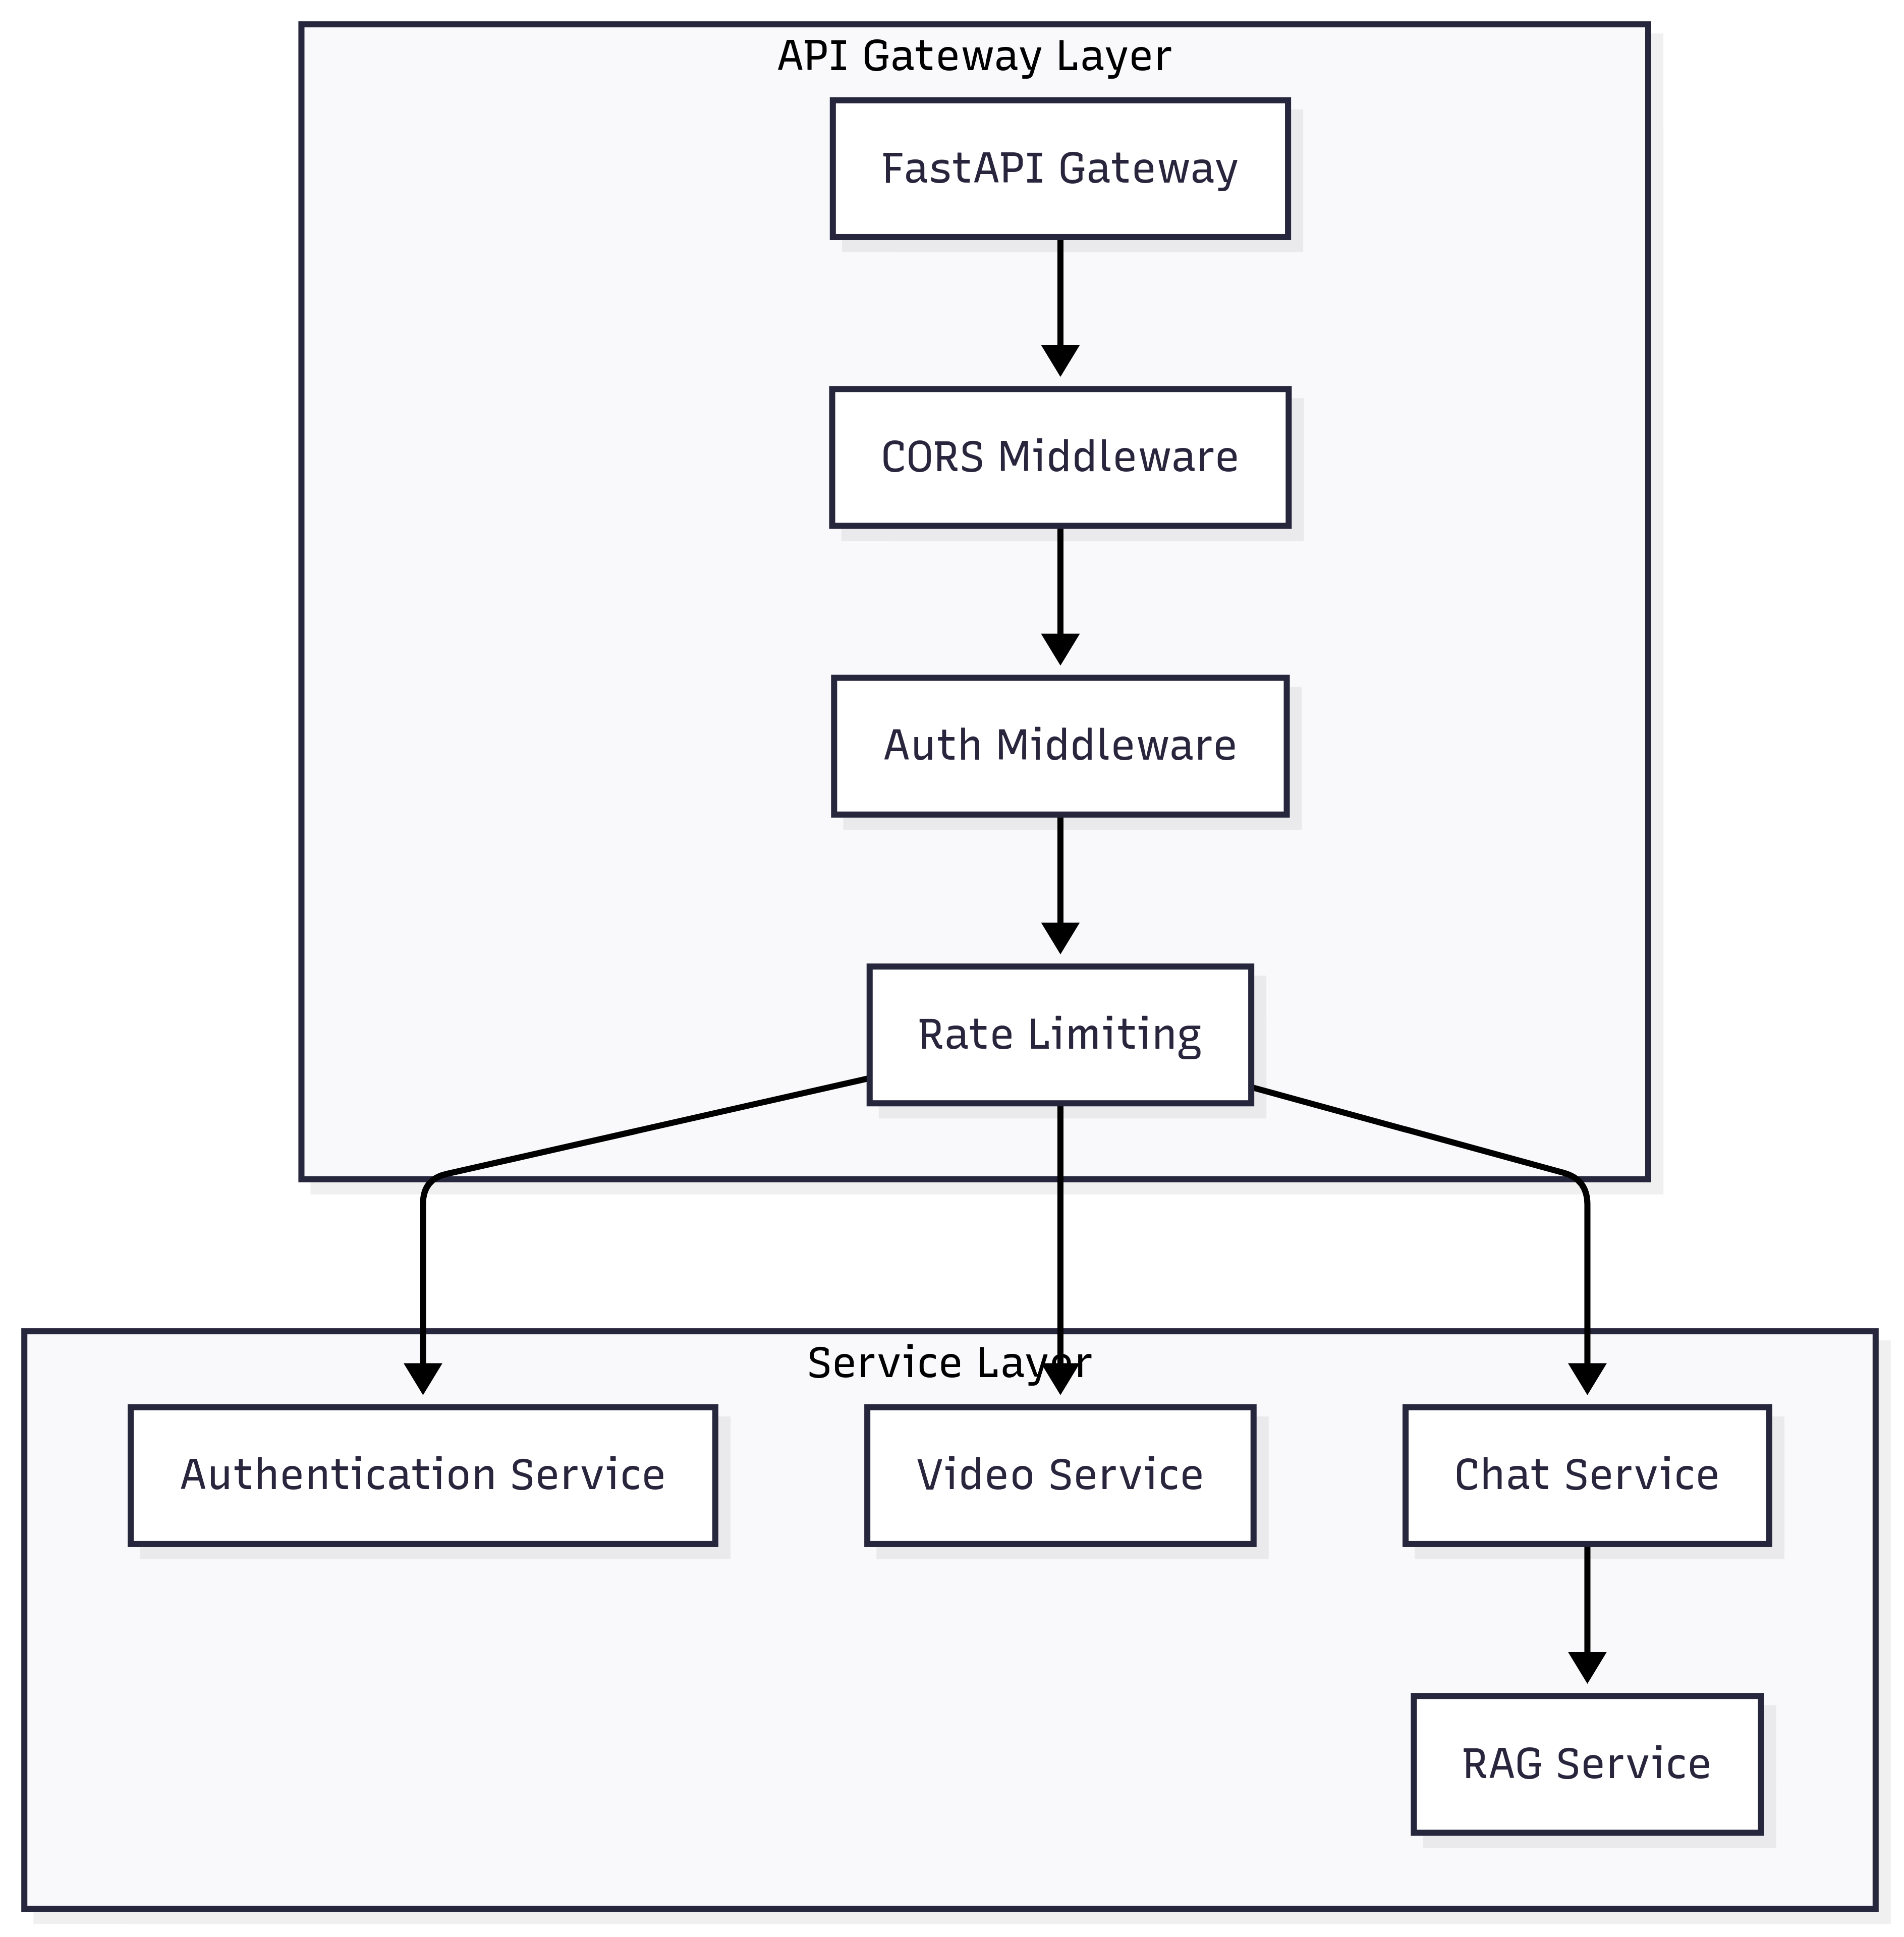 API Gateway Layer
FastAPI Gateway
CORS Middleware
Auth Middleware
Rate Limiting
Service Layer
Authentication Service
Video Service
Chat Service
RAG Service